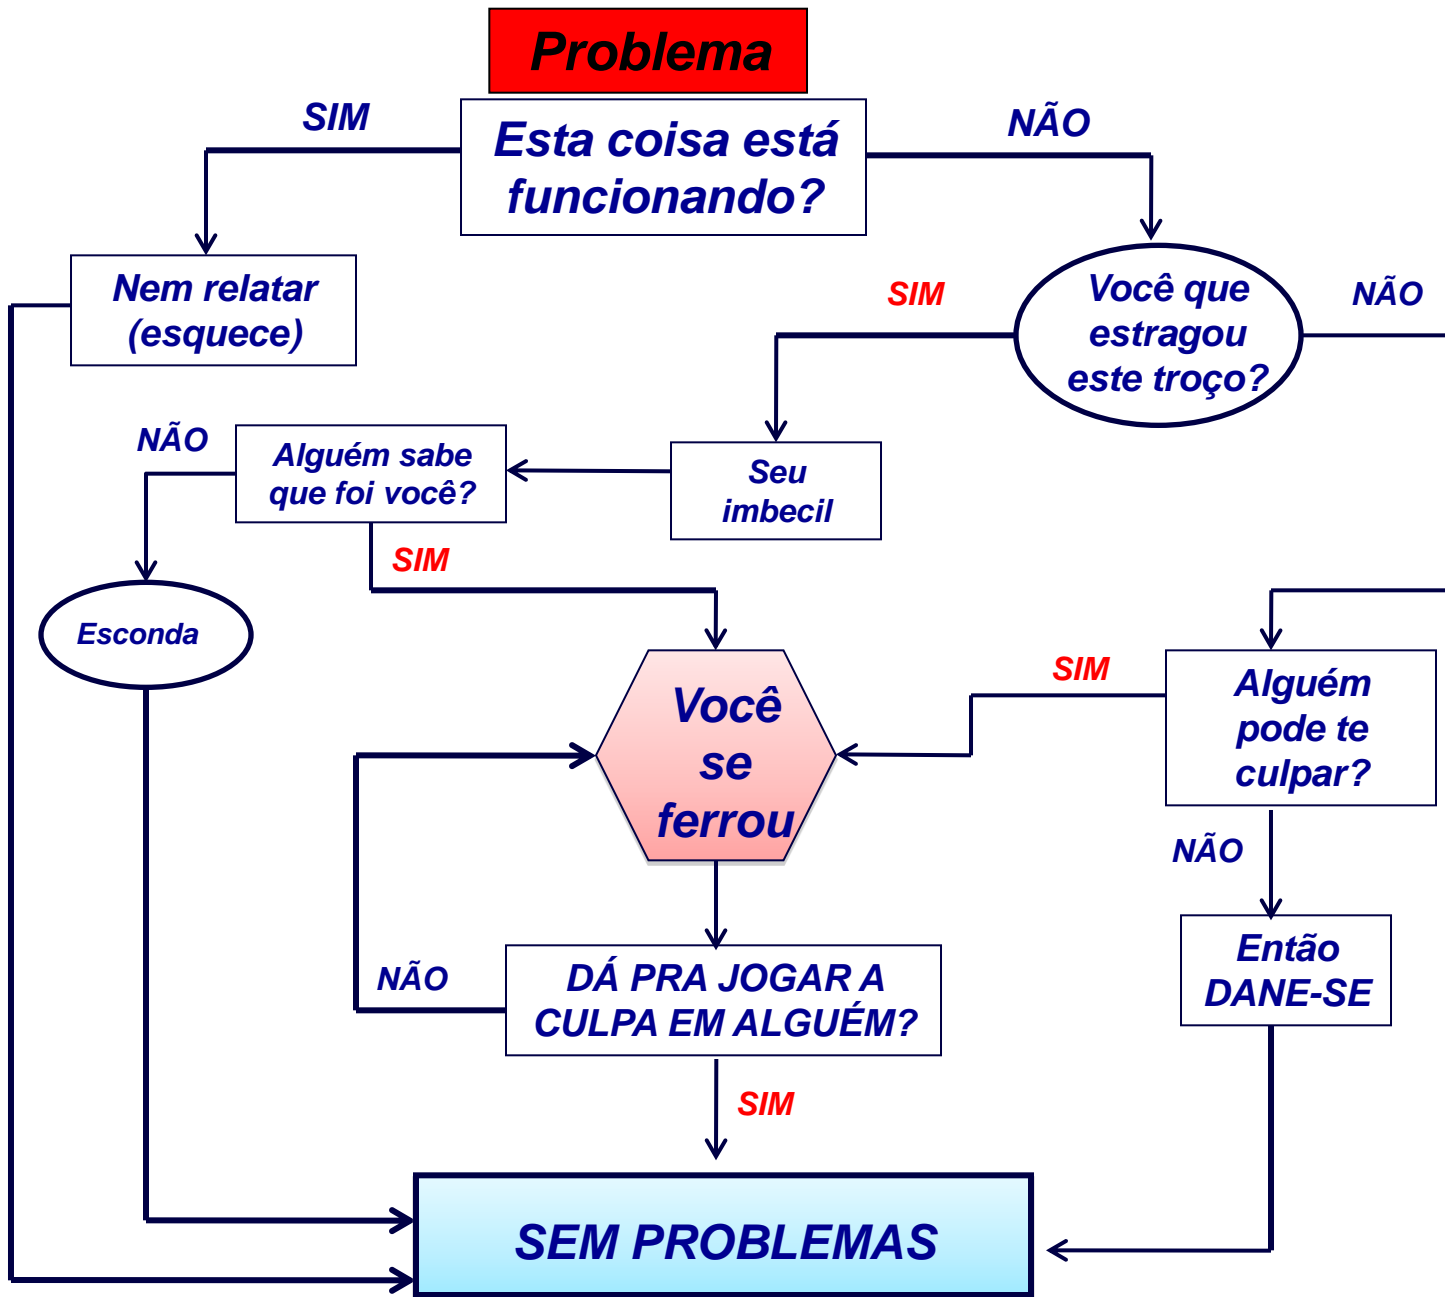 Problema
SIM
Esta coisa está
funcionando?
NÃO
Nem relatar
(esquece)
SIM
Você que
estragou
este troço?
NÃO
NÃO
Alguém sabe
que foi você?
Seu
imbecil
SIM
Esconda
Você
se
ferrou
SIM
Alguém
pode te
culpar?
NÃO
NÃO
DÁ PRA JOGAR A
CULPA EM ALGUÉM?
Então
DANE-SE
SIM
SEM PROBLEMAS